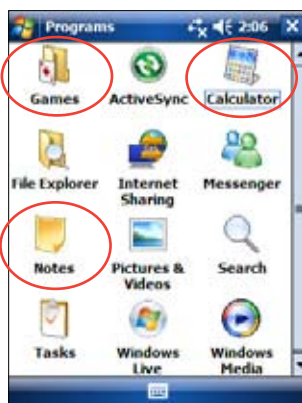 Programs 2:06
Games ActiveSync Calculator
File Explorer Internet Sharing Messenger
Notes Pictures & Videos Search
Tasks Windows Live Windows Media